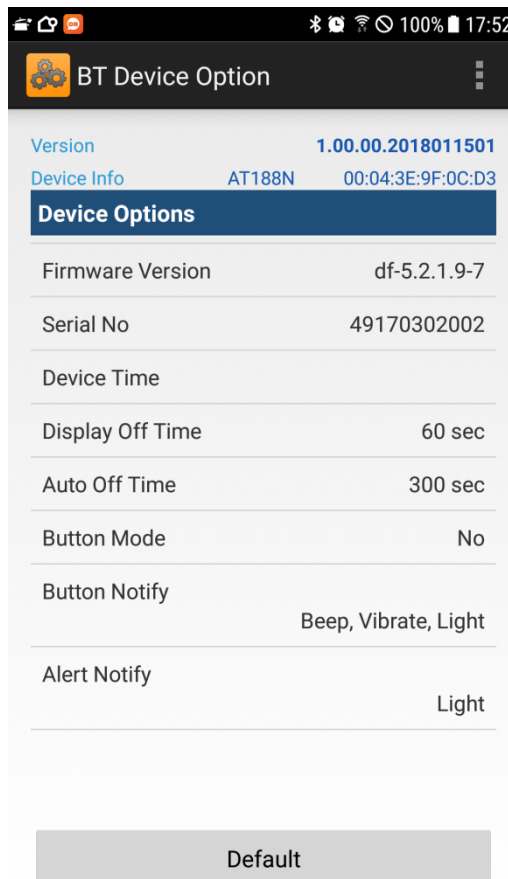 100% 17:52
BT Device Option
Version 1.00.00.2018011501
Device Info AT188N 00:04:3E:9F:0C:D3
Device Options
Firmware Version df-5.2.1.9-7
Serial No 49170302002
Device Time
Display Off Time 60 sec
Auto Off Time 300 sec
Button Mode No
Button Notify
Beep, Vibrate, Light
Alert Notify
Light
Default